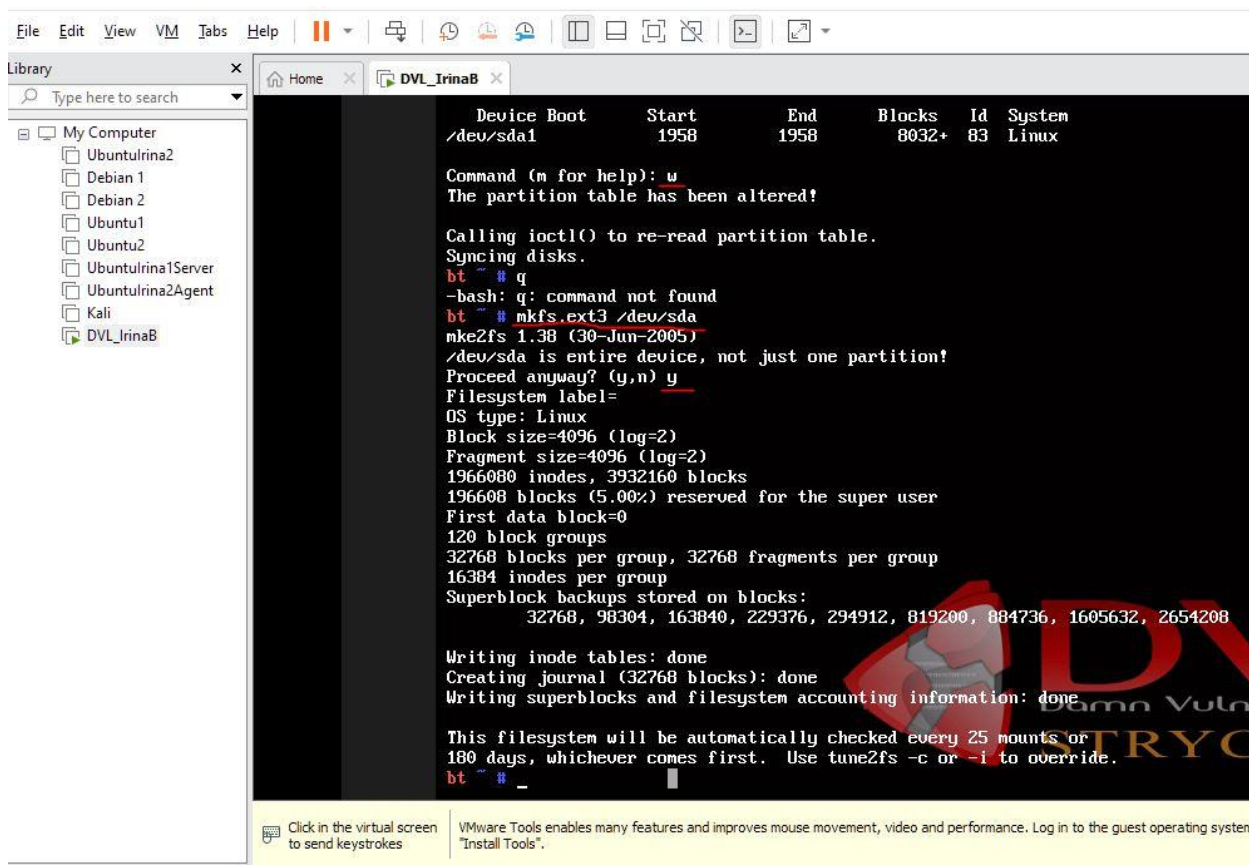 File Edit View VM Tabs Help
Library
Home
DVL_IrinaB
Type here to search
My Computer
UbuntuIrina2
Debian 1
Debian 2
Ubuntu1
Ubuntu2
UbuntuIrina1Server
UbuntuIrina2Agent
Kali
DVL_IrinaB
Device Boot Start End Blocks Id System
/dev/sda1 1958 1958 8032+ 83 Linux
Command (m for help): w
The partition table has been altered!
Calling ioctl() to re-read partition table.
Syncing disks.
bt ~ # q
-bash: q: command not found
bt ~ # mkfs.ext3 /dev/sda
mke2fs 1.38 (30-Jun-2005)
/dev/sda is entire device, not just one partition!
Proceed anyway? (y,n) y
Filesystem label=
OS type: Linux
Block size=4096 (log=2)
Fragment size=4096 (log=2)
1966080 inodes, 3932160 blocks
196608 blocks (5.00%) reserved for the super user
First data block=0
120 block groups
32768 blocks per group, 32768 fragments per group
16384 inodes per group
Superblock backups stored on blocks:
32768, 98304, 163840, 229376, 294912, 819200, 884736, 1605632, 2654208
Writing inode tables: done
Creating journal (32768 blocks): done
Writing superblocks and filesystem accounting information: done
This filesystem will be automatically checked every 25 mounts or
180 days, whichever comes first. Use tune2fs -c or -i to override.
bt ~ # _
DV
Damn Vuln
STRYC
Click in the virtual screen
to send keystrokes
VMware Tools enables many features and improves mouse movement, video and performance. Log in to the guest operating system
"Install Tools".